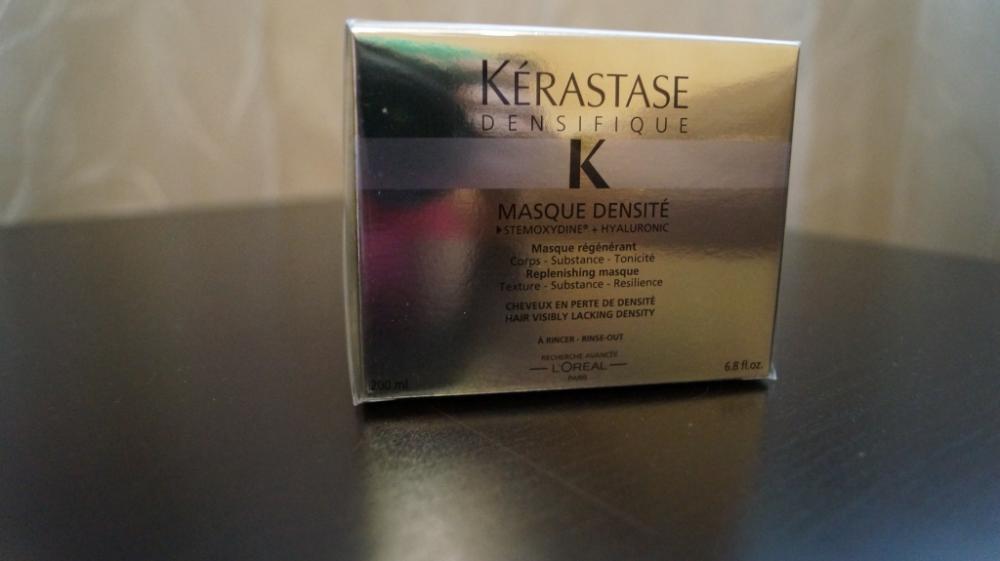 KÉRASTASE
DENSIFIQUE
K
MASQUE DENSITÉ
STEMOXYDINE® + HYALURONIC
Masque régénérant
Corps - Substance - Tonicité
Replenishing masque
Texture - Substance - Resilience
CHEVEUX EN PERTE DE DENSITÉ
HAIR VISIBLY LACKING DENSITY
À RINCER - RINSE-OUT
RECHERCHE AVANCÉE
L'ORÉAL
PARIS
200 ml
6.8 fl.oz.